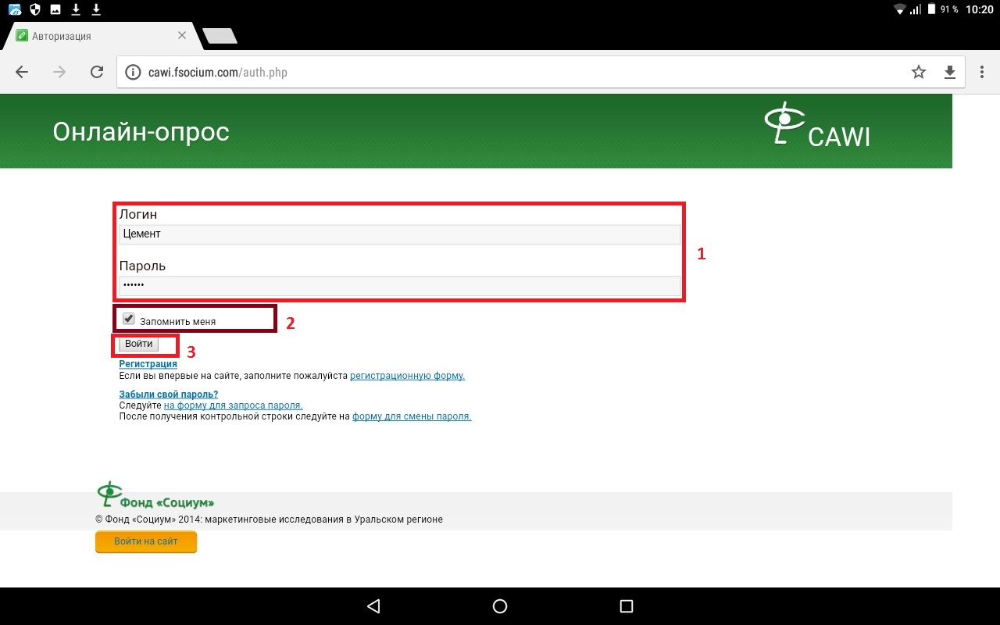 91 % 10:20
Авторизация
cawi.fsocium.com/auth.php
Онлайн-опрос
CAWI
Логин
Цемент
1
Пароль
••••••
Запомнить меня
2
Войти
3
Регистрация
Если вы впервые на сайте, заполните пожалуйста регистрационную форму.
Забыли свой пароль?
Следуйте на форму для запроса пароля.
После получения контрольной строки следуйте на форму для смены пароля.
Фонд «Социум»
© Фонд «Социум» 2014: маркетинговые исследования в Уральском регионе
Войти на сайт